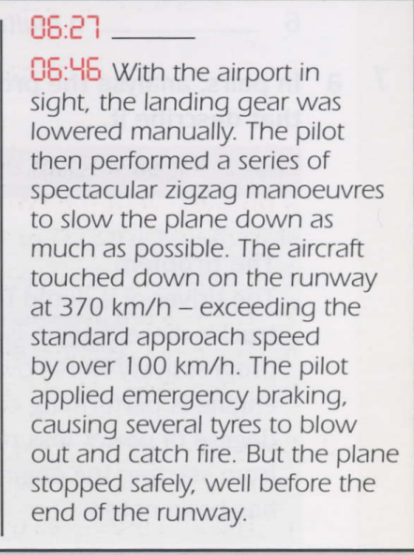 06:27 ________
06:46 With the airport in
sight, the landing gear was
lowered manually. The pilot
then performed a series of
spectacular zigzag manoeuvres
to slow the plane down as
much as possible. The aircraft
touched down on the runway
at 370 km/h – exceeding the
standard approach speed
by over 100 km/h. The pilot
applied emergency braking,
causing several tyres to blow
out and catch fire. But the plane
stopped safely, well before the
end of the runway.